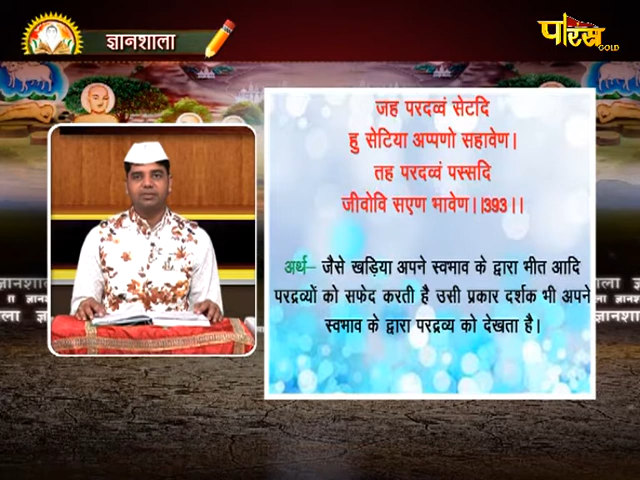 ज्ञानशाला
पारस
GOLD
जह परदव्वं सेटदि
हु सेटिया अप्पणो सहावेण।
तह परदव्वं पस्सदि
जीवोवि सएण भावेण।।393।।
अर्थ– जैसे खड़िया अपने स्वभाव के द्वारा भीत आदि
परद्रव्यों को सफेद करती है उसी प्रकार दर्शक भी अपने
स्वभाव के द्वारा परद्रव्य को देखता है।